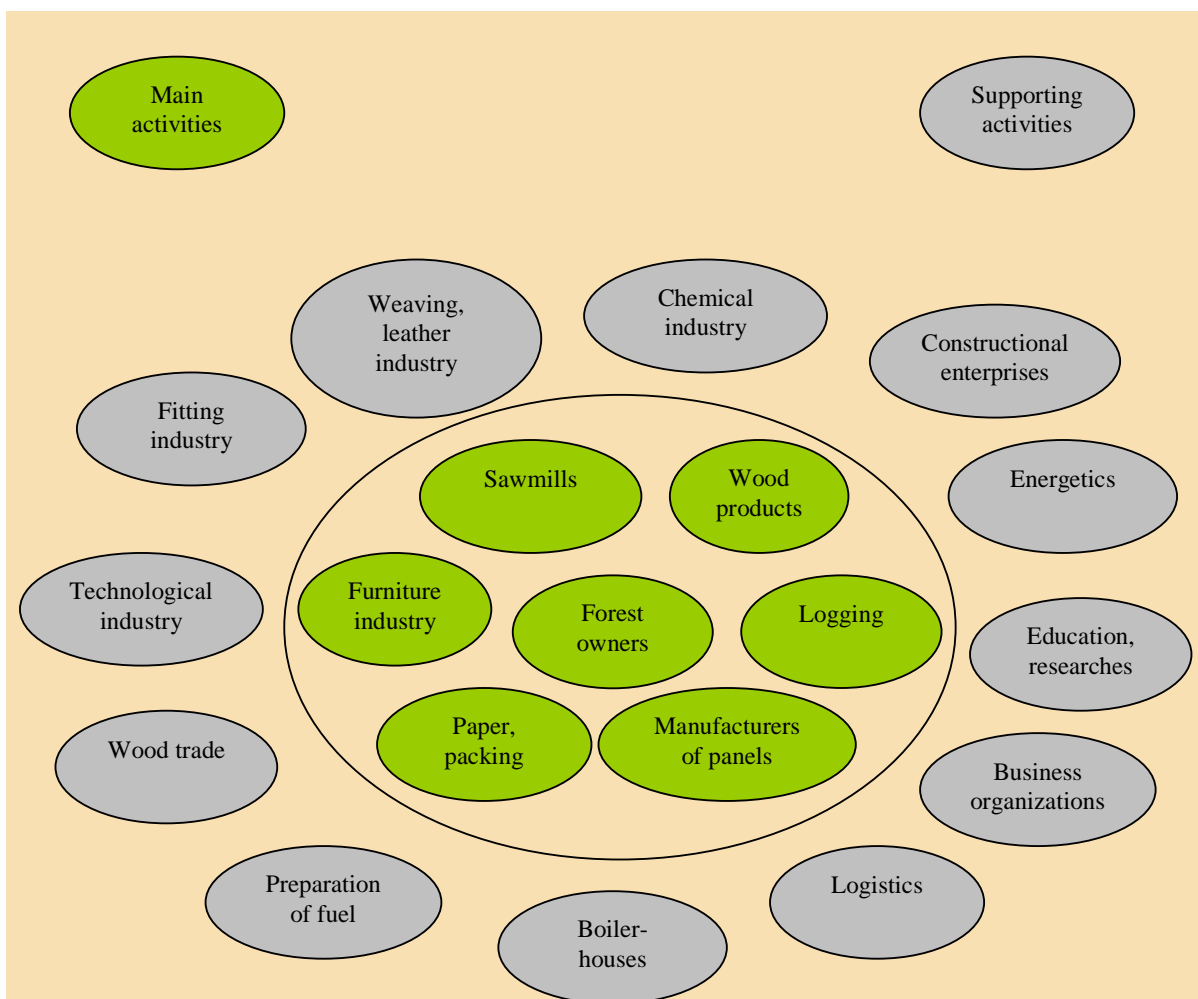 Main
activities
Supporting
activities
Weaving,
leather
industry
Chemical
industry
Constructional
enterprises
Fitting
industry
Sawmills
Wood
products
Energetics
Technological
industry
Furniture
industry
Forest
owners
Logging
Education,
researches
Wood trade
Paper,
packing
Manufacturers
of panels
Business
organizations
Preparation
of fuel
Boiler-
houses
Logistics